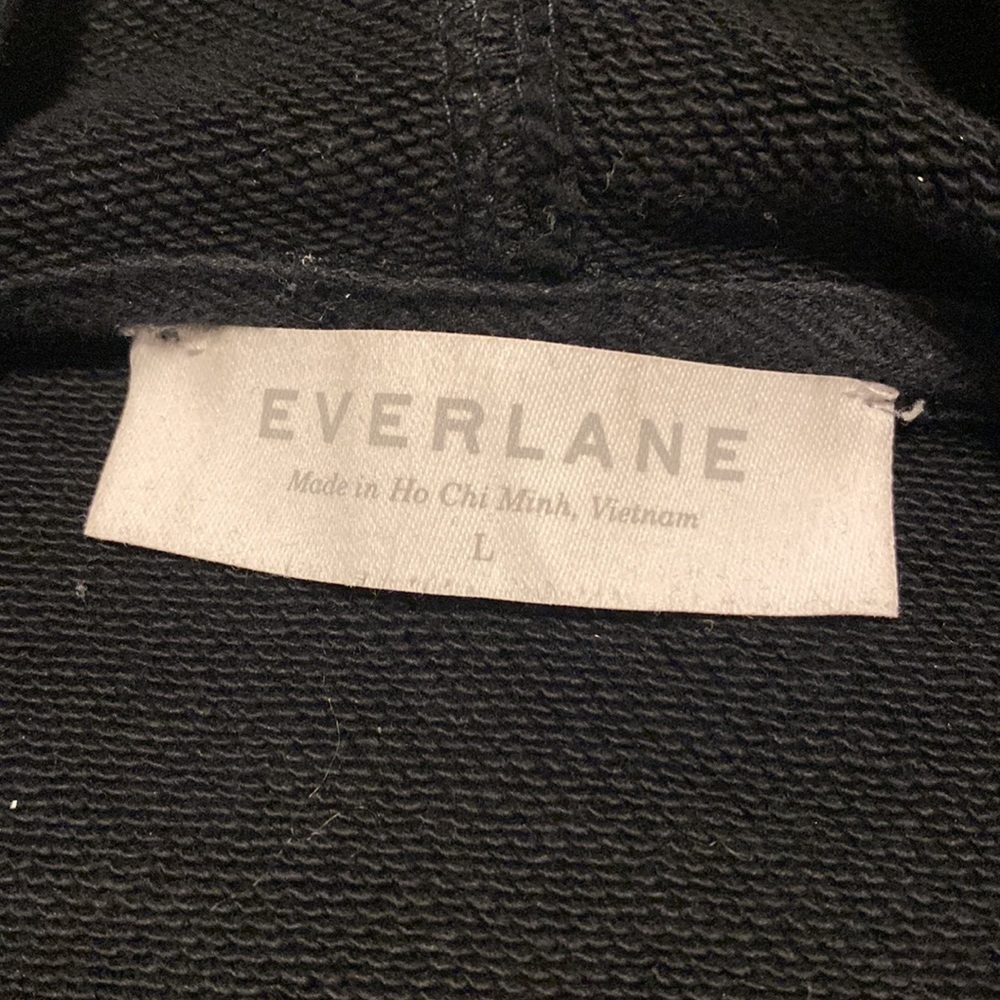 EVERLANE
Made in Ho Chi Minh, Vietnam
L